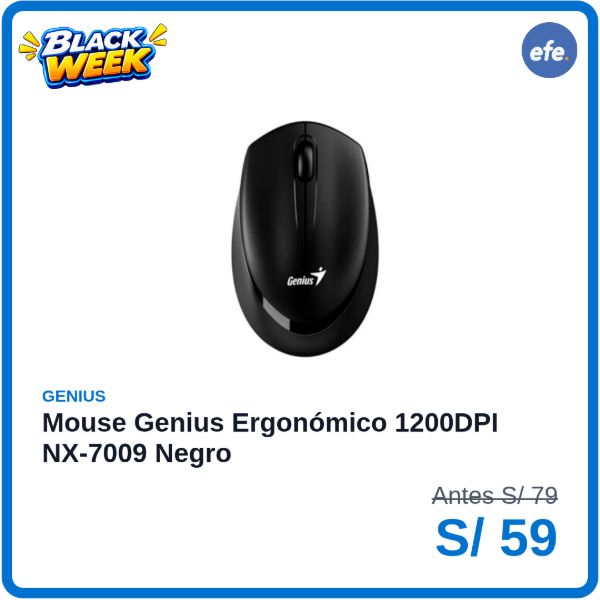 BLACK
WEEK
efe.
Genius
GENIUS
Mouse Genius Ergonómico 1200DPI
NX-7009 Negro
Antes S/ 79
S/ 59